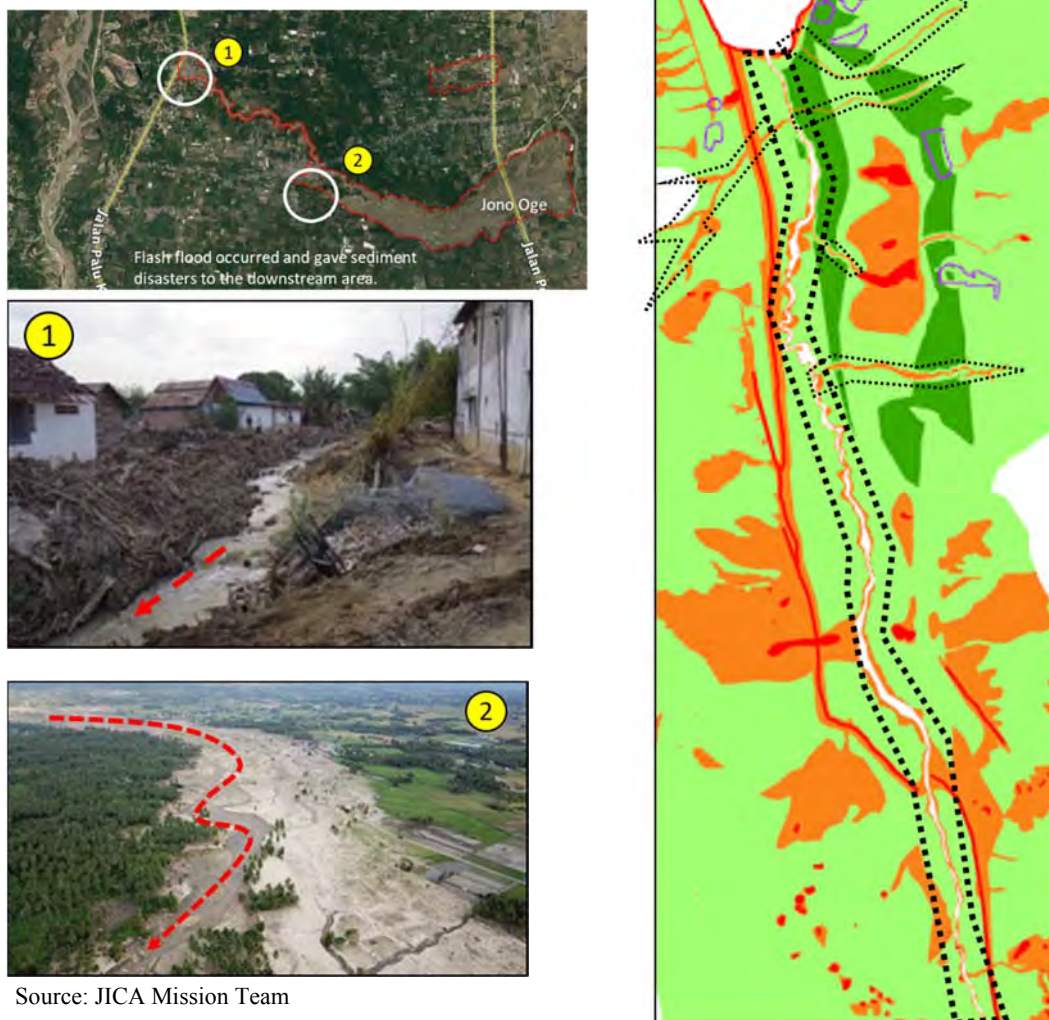 1
2
Jono Oge
Jalan Palu K
Jalan P
Flash flood occurred and gave sediment
disasters to the downstream area.
1
2
Source: JICA Mission Team